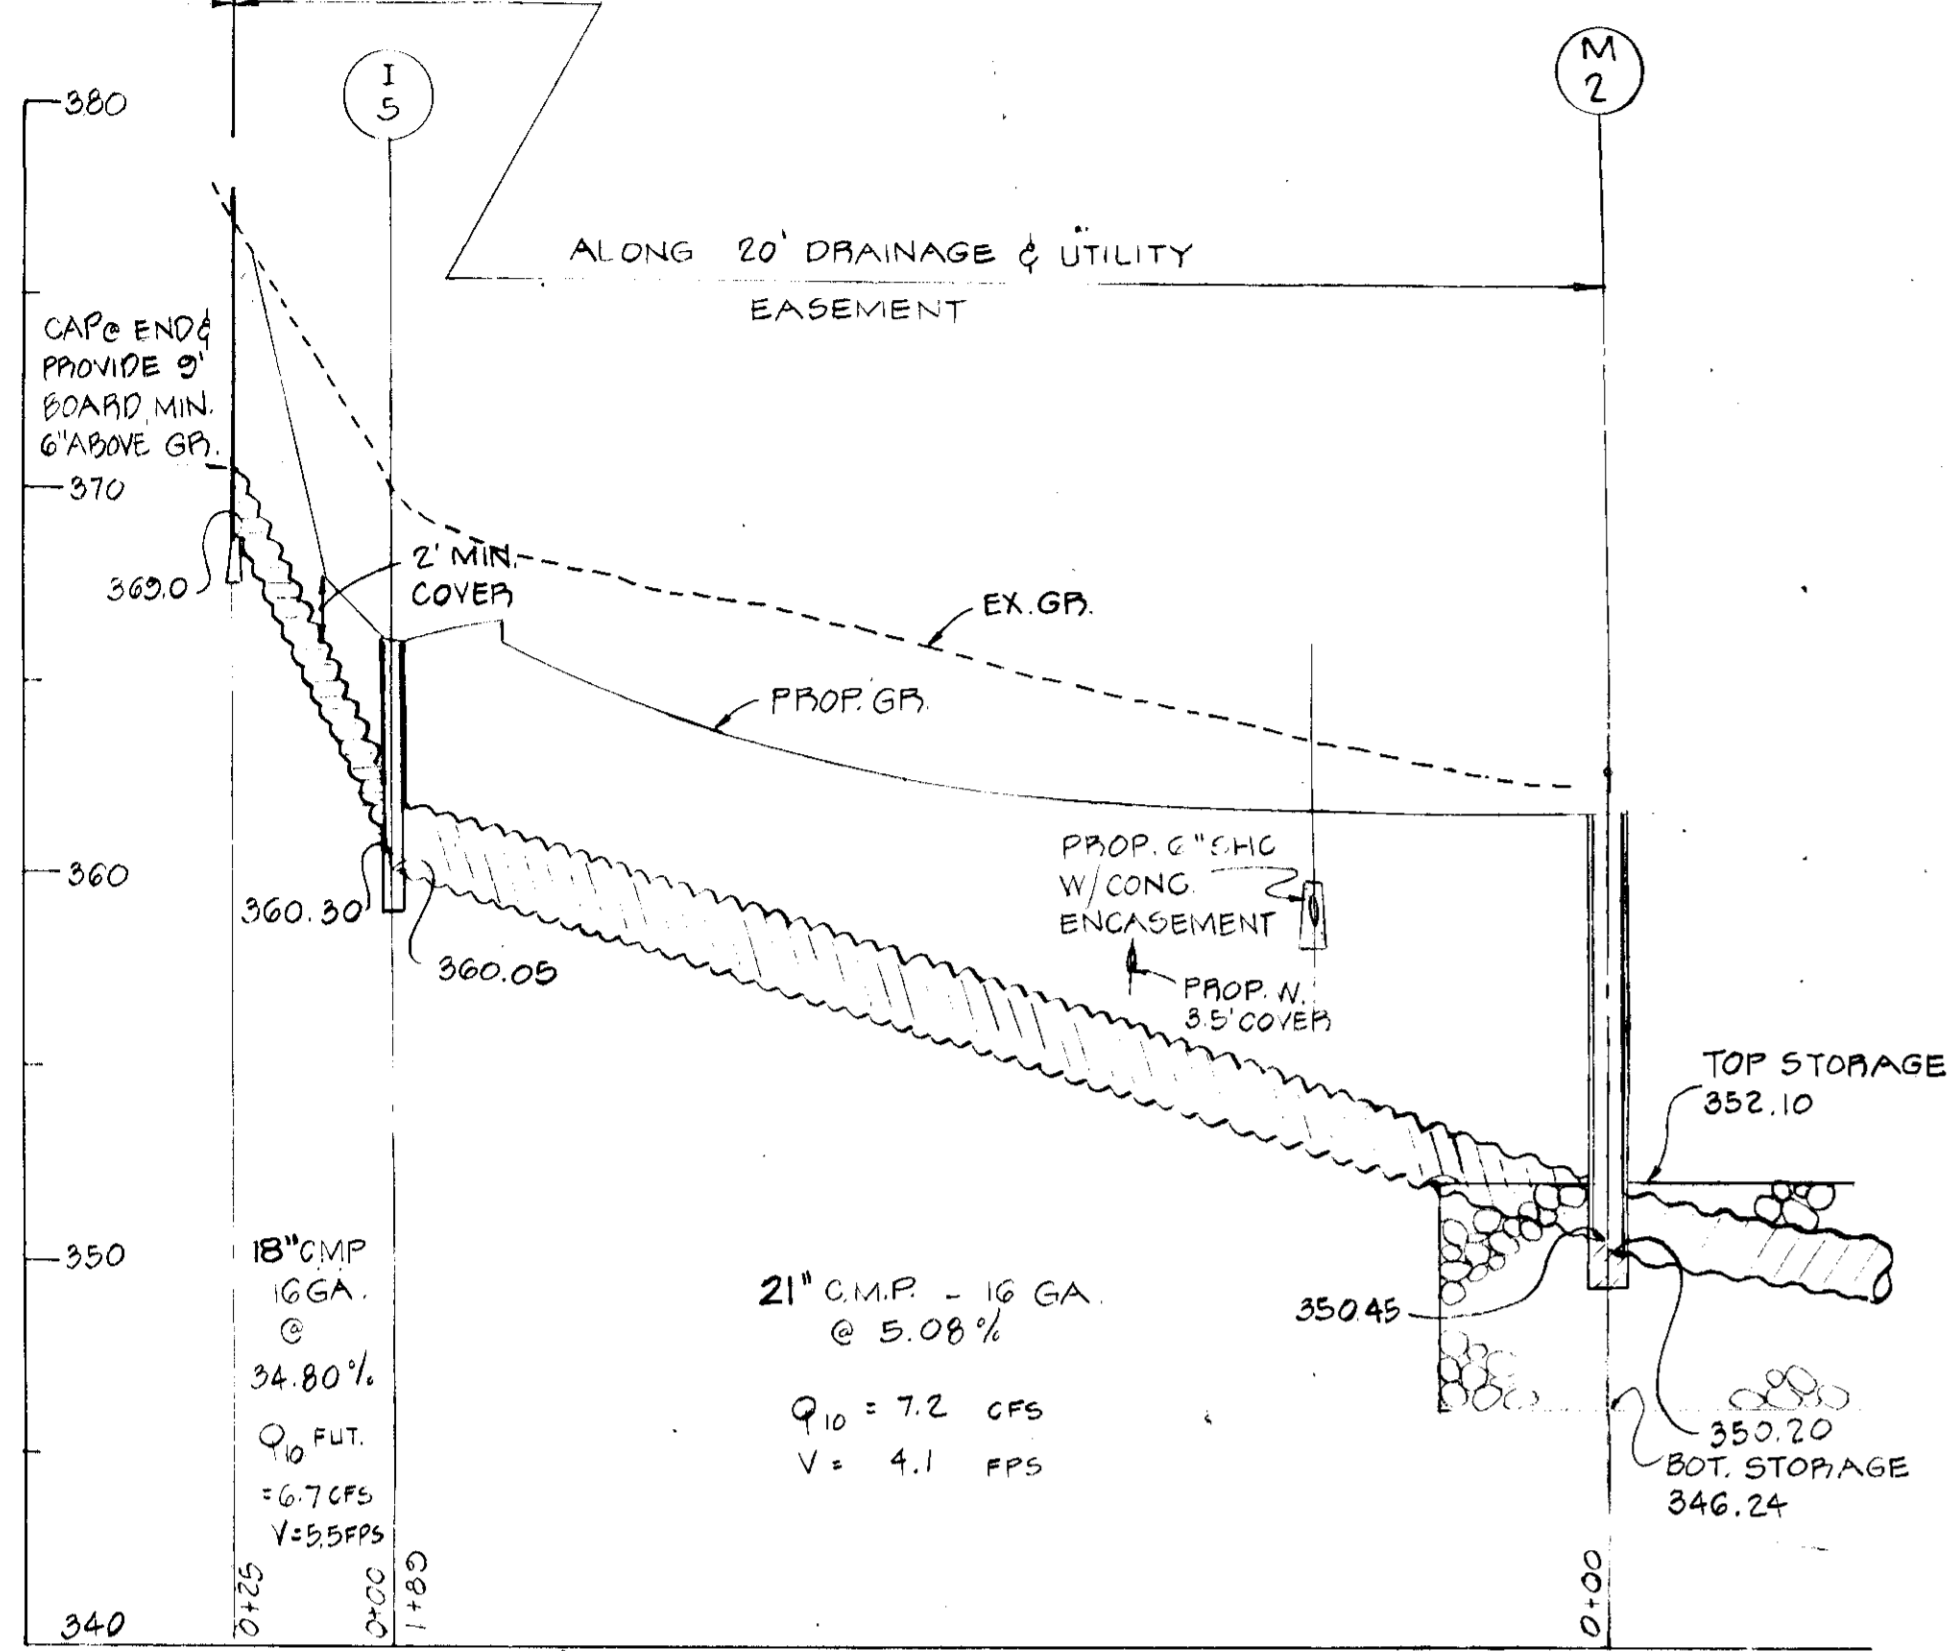 I
5
M
2
380
ALONG 20' DRAINAGE & UTILITY
EASEMENT
CAP @ END &
PROVIDE 9'
BOARD MIN.
6" ABOVE GR.
370
369.0
2' MIN.
COVER
EX. GR.
PROP. GR.
360
360.30
360.05
PROP. 6" SHC
W/ CONC.
ENCASEMENT
PROP. W.
3.5' COVER
TOP STORAGE
352.10
350
18" CMP
16 GA.
@
34.80%
Q10 FUT.
= 6.7 CFS
V = 5.5 FPS
21" C.M.P. - 16 GA.
@ 5.08%
Q10 = 7.2 CFS
V = 4.1 FPS
350.45
350.20
BOT. STORAGE
346.24
340
0+25
0+00
1+89
0+00